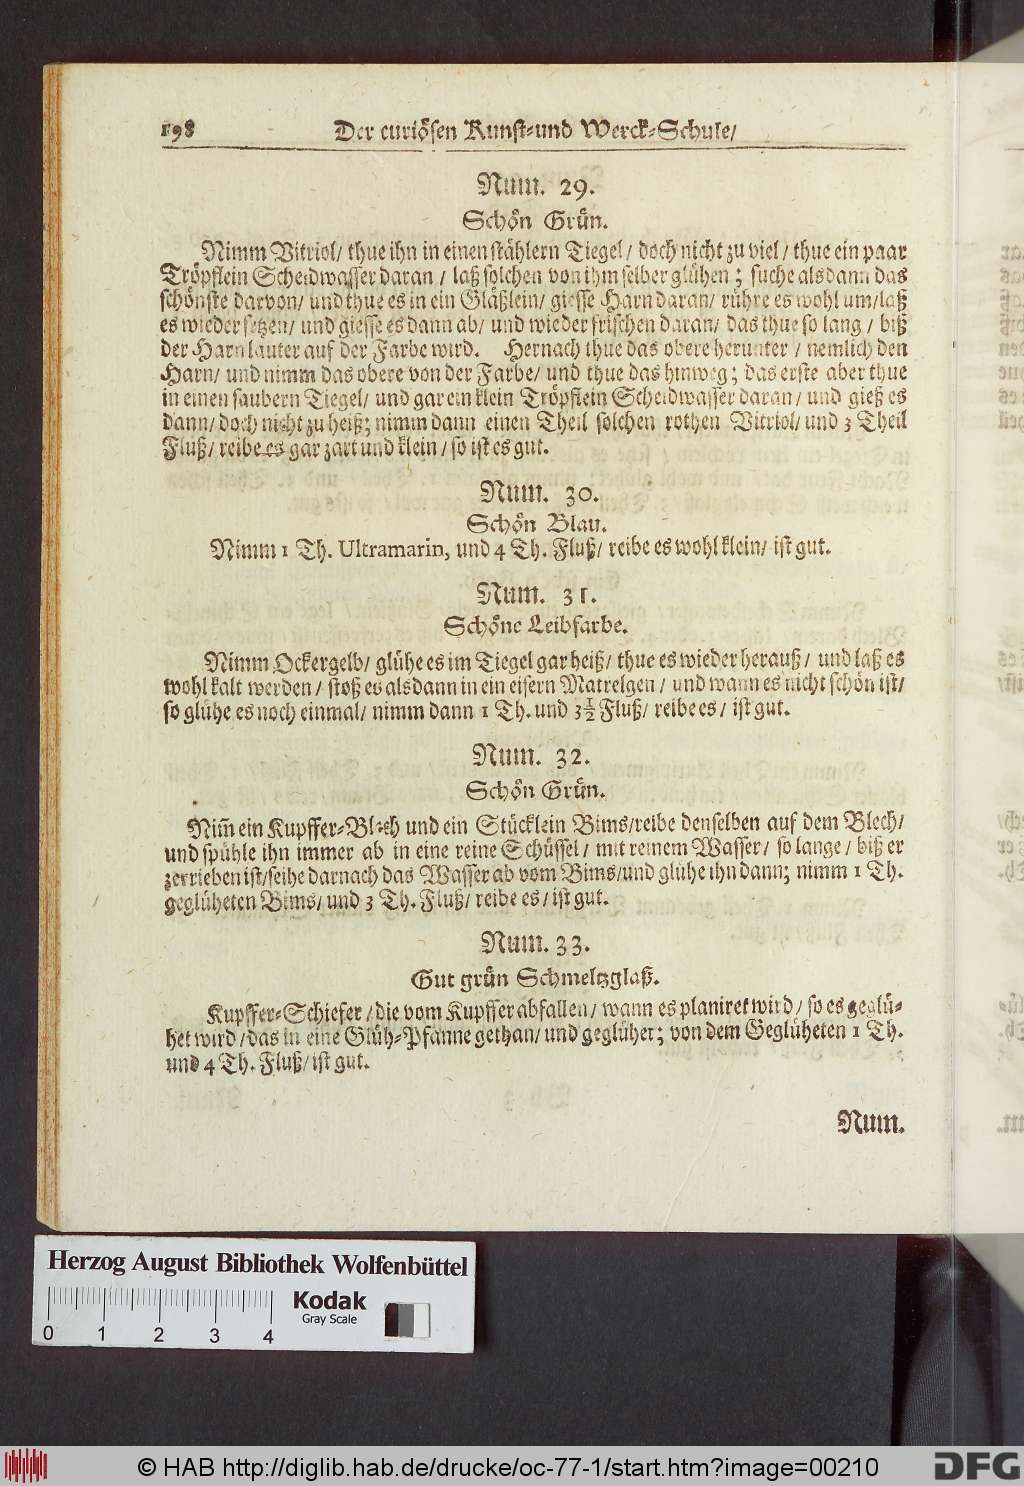 198 Der curiösen Kunst-und Werck-Schule/
Num. 29.
Schön Grün.
Nimm Vitriol/ thue ihn in einen stählern Tiegel/ doch nicht zu viel/ thue ein paar
Tröpflein Scheidwasser daran/ laß solchen von ihm selber glühen; suche alsdann das
schönste darvon/ und thue es in ein Gläßlein/ giesse Harn daran/ rühre es wohl um/laß
es wieder setzen/ und giesse es dann ab/ und wieder frischen daran/ das thue so lang/ biß
der Harn lauter auf der Farbe wird. Hernach thue das obere herunter/ nemlich den
Harn/ und nimm das obere von der Farbe/ und thue das hinweg; das erste aber thue
in einen saubern Tiegel/ und gar ein klein Tröpflein Scheidwasser daran/ und gieß es
dann/ doch nicht zu heiß; nimm dann einen Theil solchen rothen Vitriol/ und 3 Theil
Fluß/ reibe es gar zart und klein/ so ist es gut.
Num. 30.
Schön Blau.
Nimm 1 Th. Ultramarin, und 4 Th. Fluß/ reibe es wohl klein/ ist gut.
Num. 31.
Schöne Leibfarbe.
Nimm Ockergelb/ glühe es im Tiegel gar heiß/ thue es wieder herauß/ und laß es
wohl kalt werden/ stoß es alsdann in ein eisern Matrelgen/ und wann es nicht schön ist/
so glühe es noch einmal/ nimm dann 1 Th. und 3½ Fluß/ reibe es/ ist gut.
Num. 32.
Schön Grün.
Nim̄ ein Kupffer-Blech und ein Stücklein Bims/reibe denselben auf dem Blech/
und spühle ihn immer ab in eine reine Schüssel/ mit reinem Wasser/ so lange/ biß er
zerrieben ist/seihe darnach das Wasser ab vom Bims/und glühe ihn dann; nimm 1 Th.
geglüheten Bims/ und 3 Th. Fluß/ reibe es/ ist gut.
Num. 33.
Gut grün Schmeltzglaß.
Kupffer-Schiefer/die vom Kupffer abfallen/ wann es planiret wird/ so es geglü-
het wird/das in eine Glüh-Pfanne gethan/ und geglühet; von dem Geglüheten 1 Th.
und 4 Th. Fluß/ist gut.
Num.
Herzog August Bibliothek Wolfenbüttel
Kodak
Gray Scale
0 1 2 3 4
© HAB http://diglib.hab.de/drucke/oc-77-1/start.htm?image=00210
DFG